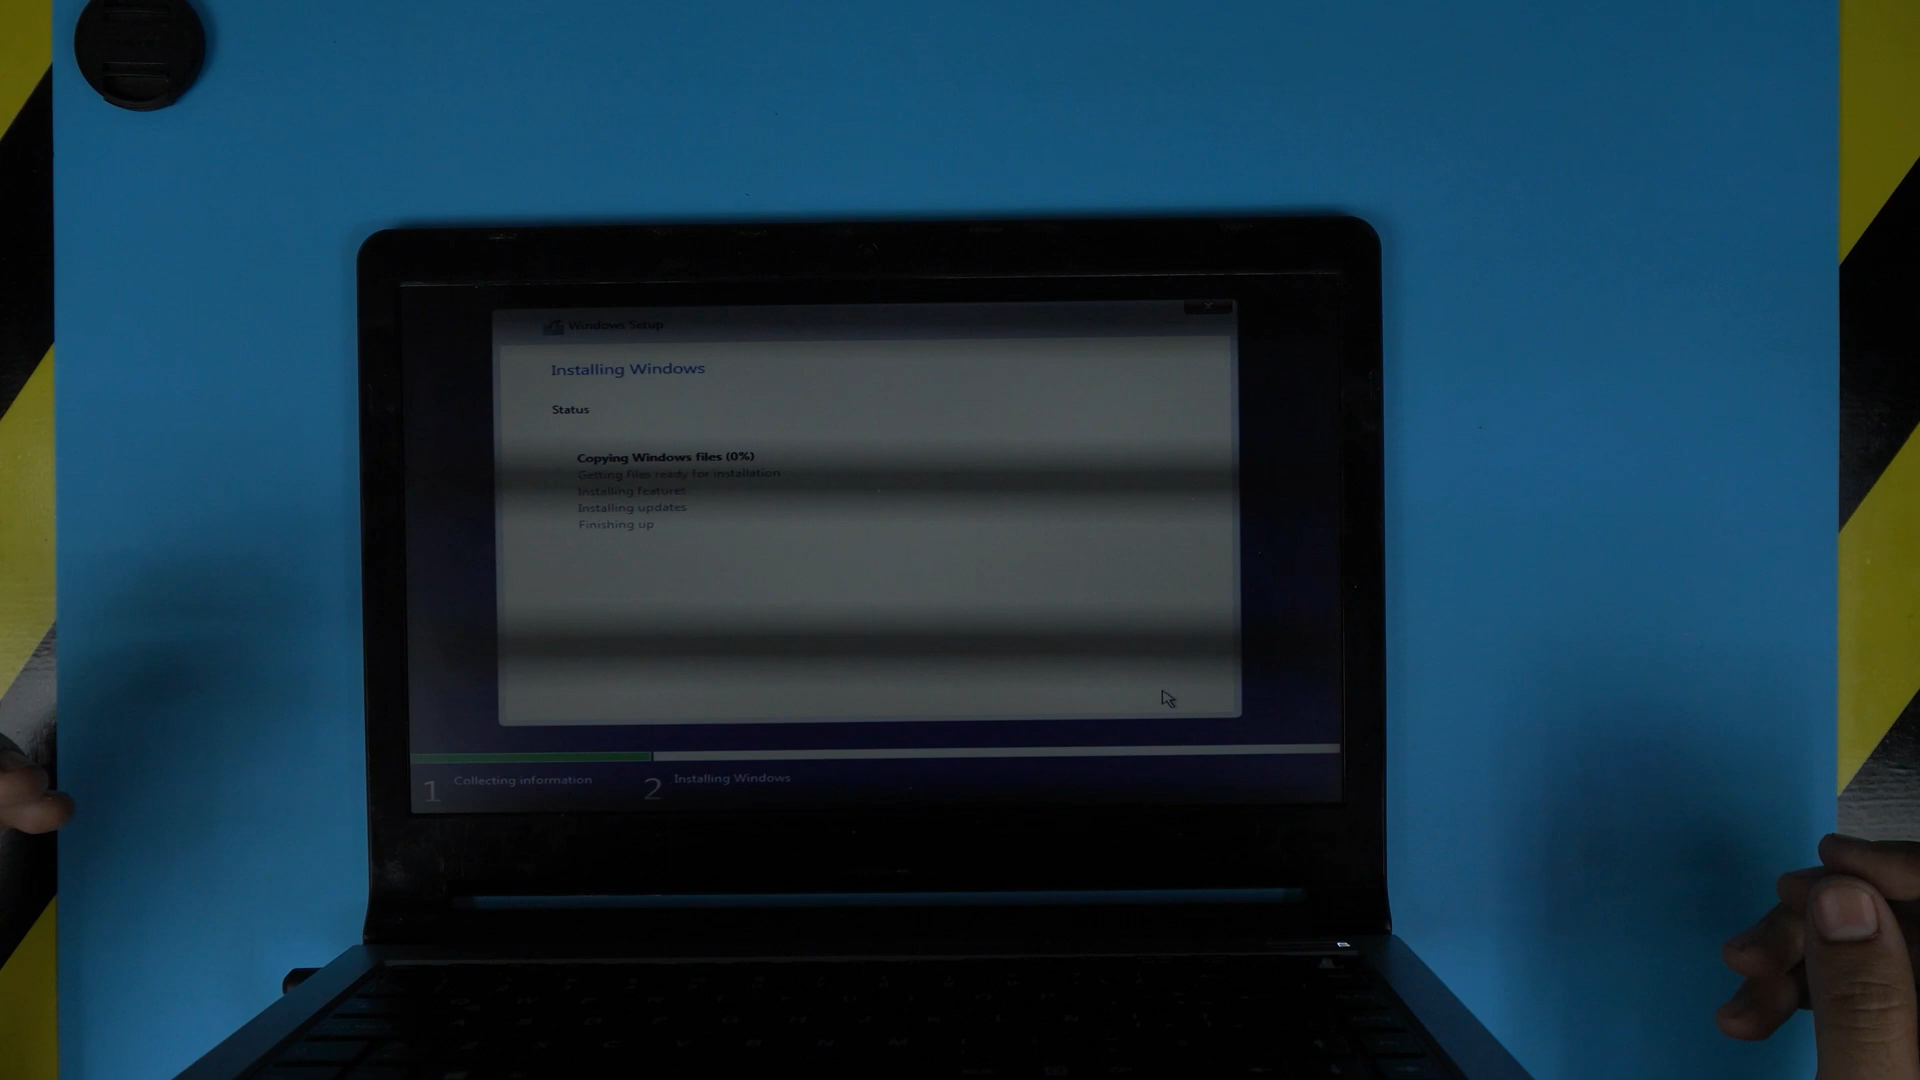 Windows Setup
Installing Windows
Status
Copying Windows files (0%)
Getting files ready for installation
Installing features
Installing updates
Finishing up
1 Collecting information
2 Installing Windows